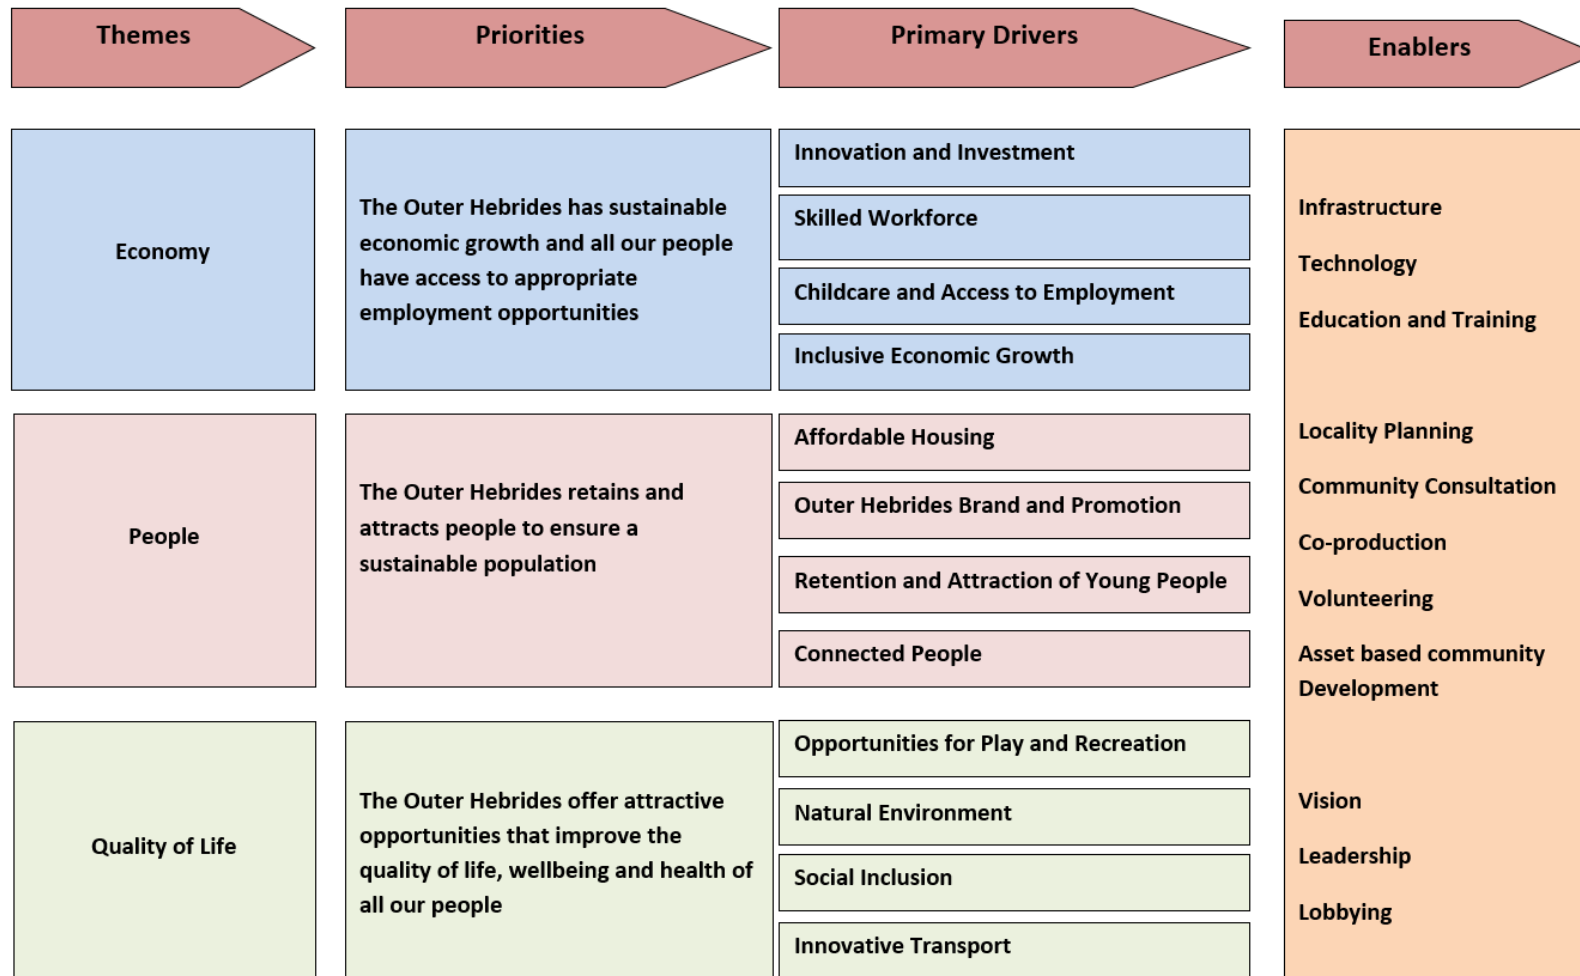 Themes
Priorities
Primary Drivers
Enablers
Economy
The Outer Hebrides has sustainable
economic growth and all our people
have access to appropriate
employment opportunities
Innovation and Investment
Skilled Workforce
Childcare and Access to Employment
Inclusive Economic Growth
People
The Outer Hebrides retains and
attracts people to ensure a
sustainable population
Affordable Housing
Outer Hebrides Brand and Promotion
Retention and Attraction of Young People
Connected People
Quality of Life
The Outer Hebrides offer attractive
opportunities that improve the
quality of life, wellbeing and health of
all our people
Opportunities for Play and Recreation
Natural Environment
Social Inclusion
Innovative Transport
Infrastructure
Technology
Education and Training
Locality Planning
Community Consultation
Co-production
Volunteering
Asset based community
Development
Vision
Leadership
Lobbying